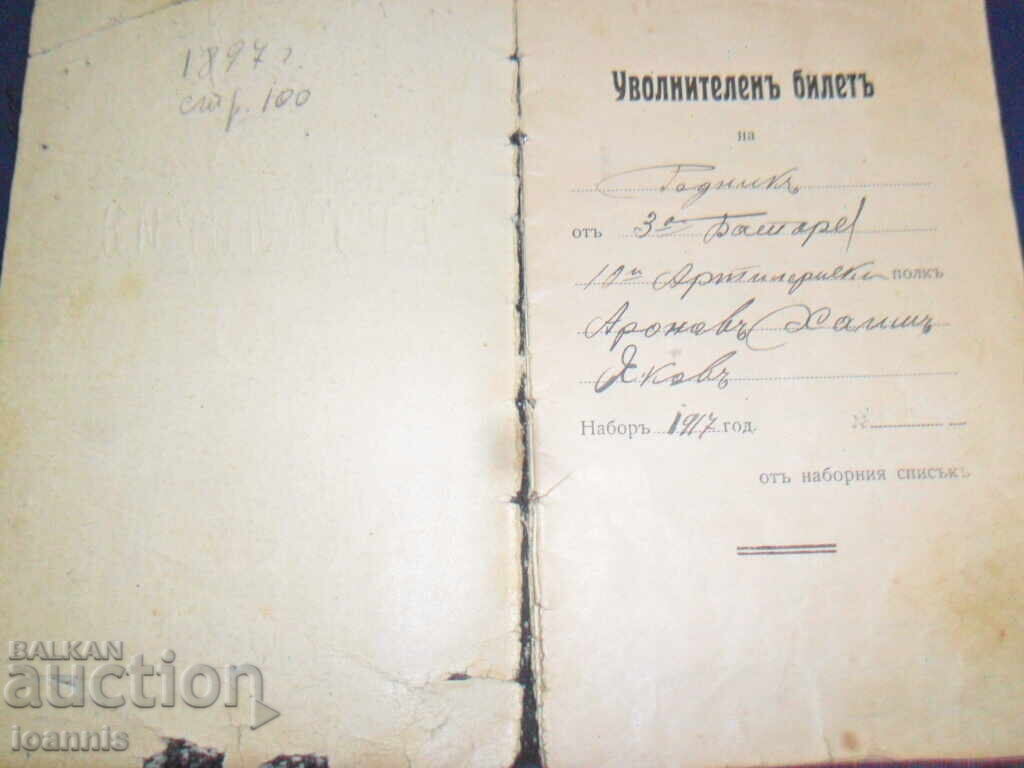 1897 г.
стр. 100
Уволнителенъ билетъ
на
Редникъ
отъ 3а Батарея
10й Артилерийски полкъ
Ароновъ Хаимъ
Яковъ
Наборъ 1917 год. №
отъ наборния списъкъ
BALKAN
auction
ioannis